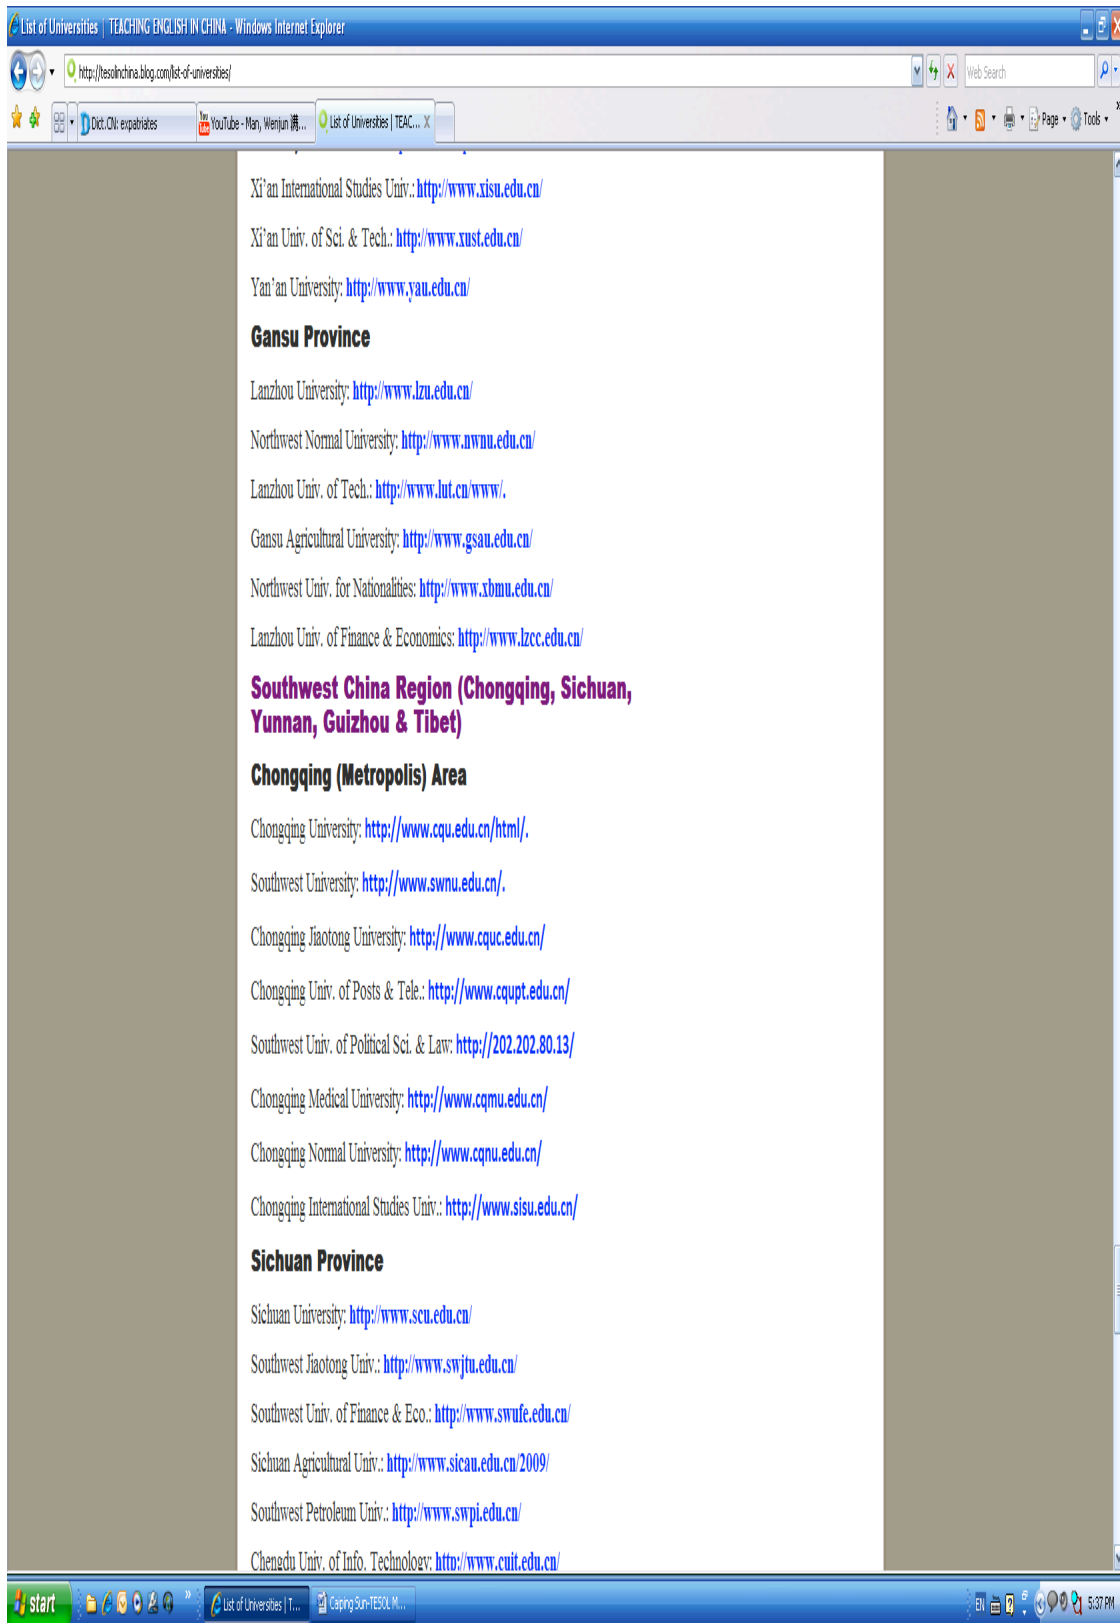 List of Universities | TEACHING ENGLISH IN CHINA - Windows Internet Explorer
http://tesolinchina.blog.com/list-of-universities/
Web Search
Dict.CN: expatriates
YouTube - Man, Wenjun 满...
List of Universities | TEAC... X
Page
Tools
Xi'an International Studies Univ.: http://www.xisu.edu.cn/
Xi'an Univ. of Sci. & Tech.: http://www.xust.edu.cn/
Yan'an University: http://www.yau.edu.cn/
Gansu Province
Lanzhou University: http://www.lzu.edu.cn/
Northwest Normal University: http://www.nwnu.edu.cn/
Lanzhou Univ. of Tech.: http://www.lut.cn/www/.
Gansu Agricultural University: http://www.gsau.edu.cn/
Northwest Univ. for Nationalities: http://www.xbmu.edu.cn/
Lanzhou Univ. of Finance & Economics: http://www.lzcc.edu.cn/
Southwest China Region (Chongqing, Sichuan,
Yunnan, Guizhou & Tibet)
Chongqing (Metropolis) Area
Chongqing University: http://www.cqu.edu.cn/html/.
Southwest University: http://www.swnu.edu.cn/.
Chongqing Jiaotong University: http://www.cquc.edu.cn/
Chongqing Univ. of Posts & Tele.: http://www.cqupt.edu.cn/
Southwest Univ. of Political Sci. & Law: http://202.202.80.13/
Chongqing Medical University: http://www.cqmu.edu.cn/
Chongqing Normal University: http://www.cqnu.edu.cn/
Chongqing International Studies Univ.: http://www.sisu.edu.cn/
Sichuan Province
Sichuan University: http://www.scu.edu.cn/
Southwest Jiaotong Univ.: http://www.swjtu.edu.cn/
Southwest Univ. of Finance & Eco.: http://www.swufe.edu.cn/
Sichuan Agricultural Univ.: http://www.sicau.edu.cn/2009/
Southwest Petroleum Univ.: http://www.swpi.edu.cn/
Chengdu Univ. of Info. Technology: http://www.cuit.edu.cn/
start
List of Universities | T...
Caping Sun-TESOL M...
EN
5:37 PM